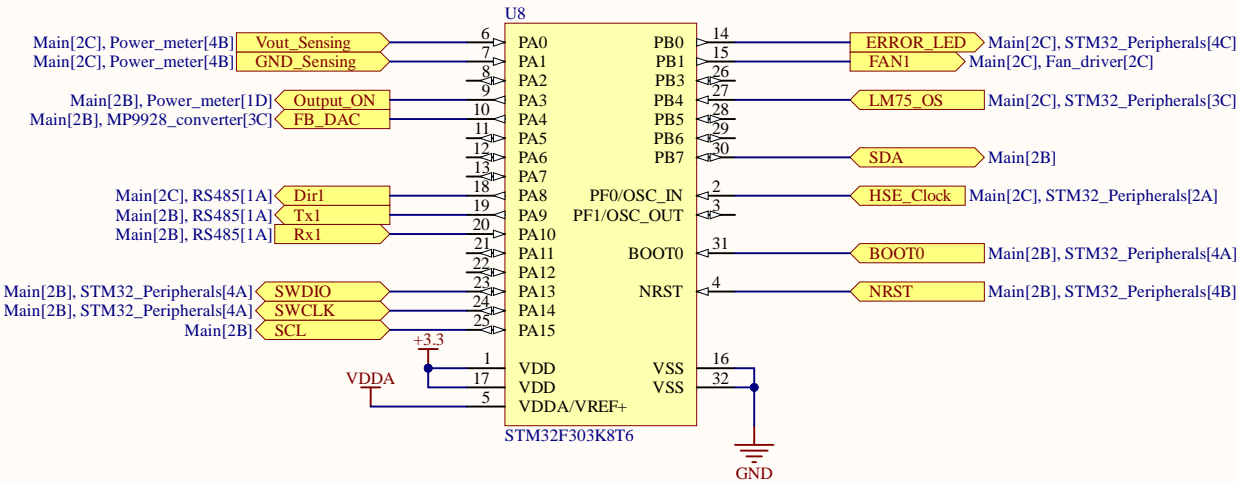 U8
Main[2C], Power_meter[4B] Vout_Sensing 6 PA0 PB0 14 ERROR_LED Main[2C], STM32_Peripherals[4C]
Main[2C], Power_meter[4B] GND_Sensing 7 PA1 PB1 15 FAN1 Main[2C], Fan_driver[2C]
8 PA2 PB3 26
Main[2B], Power_meter[1D] Output_ON 9 PA3 PB4 27 LM75_OS Main[2C], STM32_Peripherals[3C]
Main[2B], MP9928_converter[3C] FB_DAC 10 PA4 PB5 28
11 PA5 PB6 29
12 PA6 PB7 30 SDA Main[2B]
13 PA7
Main[2C], RS485[1A] Dir1 18 PA8 PF0/OSC_IN 2 HSE_Clock Main[2C], STM32_Peripherals[2A]
Main[2B], RS485[1A] Tx1 19 PA9 PF1/OSC_OUT 3
Main[2B], RS485[1A] Rx1 20 PA10
21 PA11 BOOT0 31 BOOT0 Main[2B], STM32_Peripherals[4A]
22 PA12
Main[2B], STM32_Peripherals[4A] SWDIO 23 PA13 NRST 4 NRST Main[2B], STM32_Peripherals[4B]
Main[2B], STM32_Peripherals[4A] SWCLK 24 PA14
Main[2B] SCL 25 PA15
+3.3
1 VDD VSS 16
VDDA 17 VDD VSS 32
5 VDDA/VREF+
STM32F303K8T6
GND